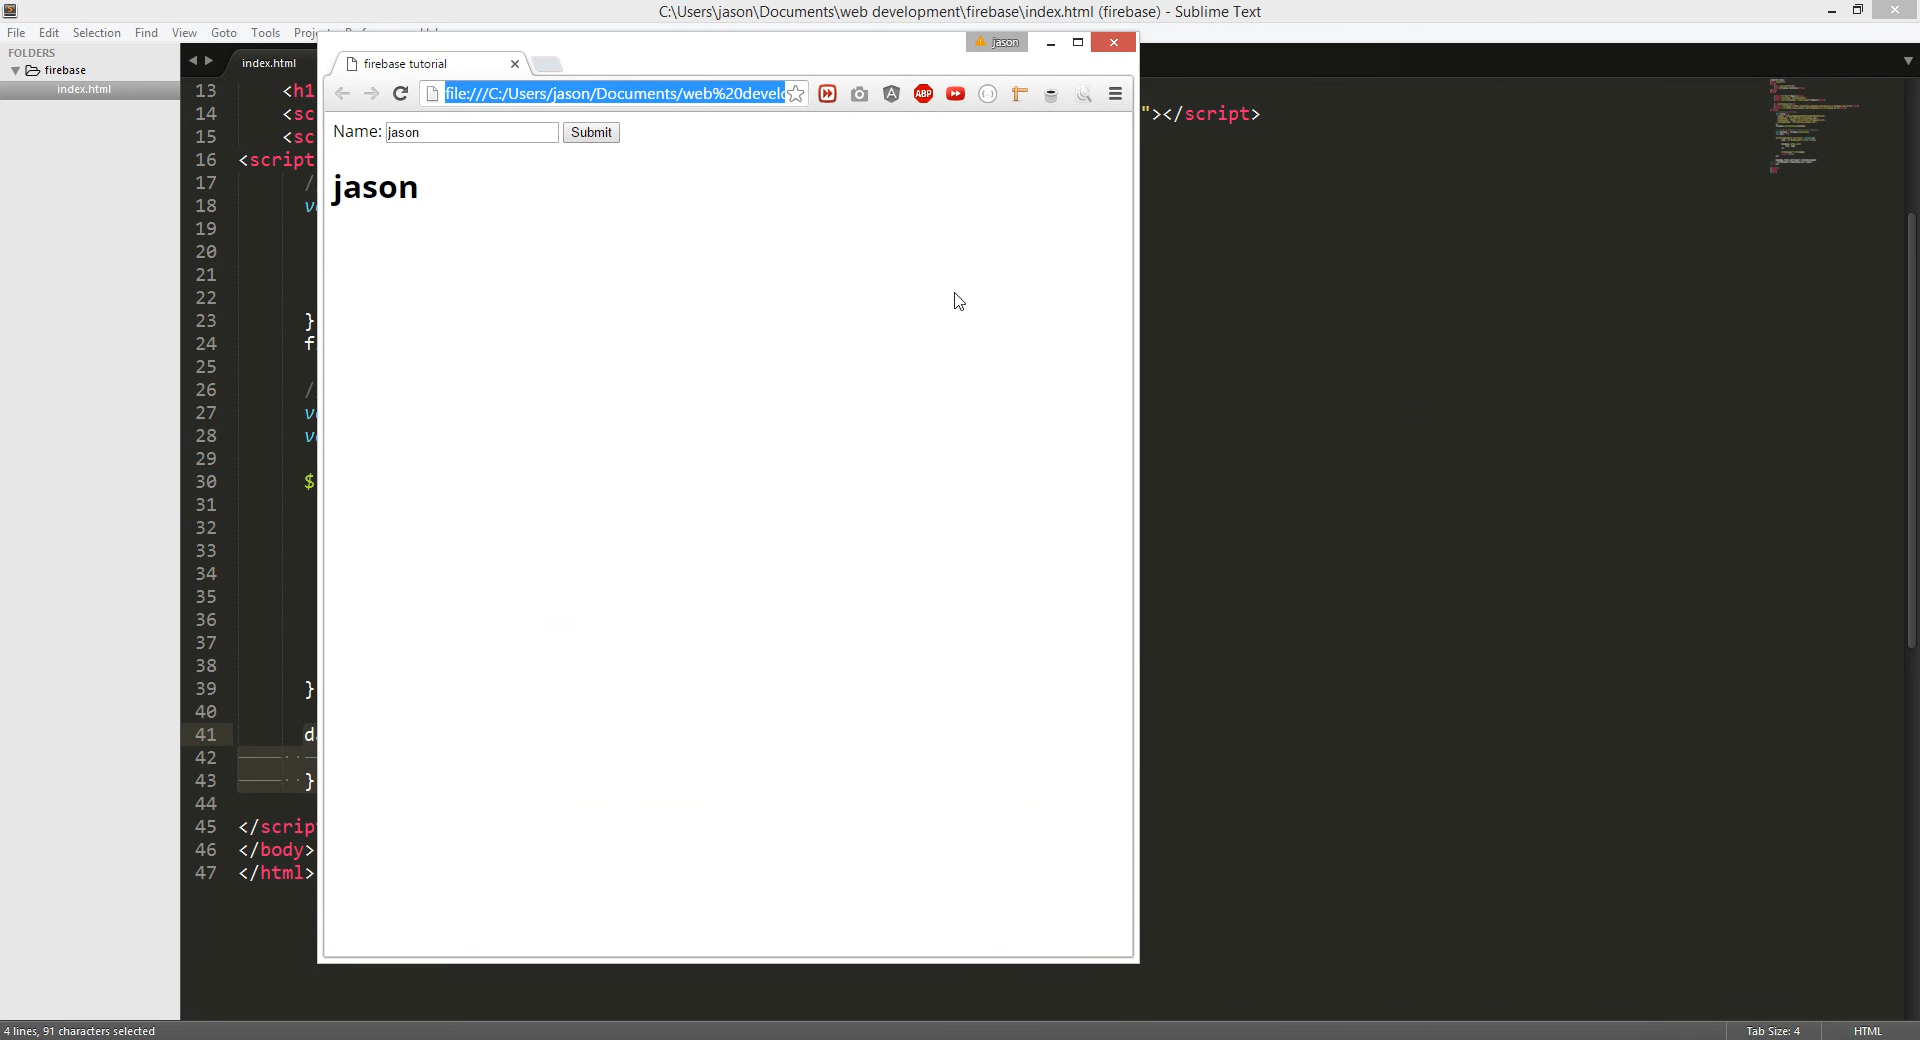 C:\Users\jason\Documents\web development\firebase\index.html (firebase) - Sublime Text
File Edit Selection Find View Goto Tools
jason
FOLDERS
firebase
index.html
index.html
firebase tutorial
file:///C:/Users/jason/Documents/web%20develo
ABP
Name: jason Submit
jason
13 <h1
14 <sc "></script>
15 <sc
16 <script
17 /
18 v
19
20
21
22
23 }
24 f
25
26 /
27 v
28 v
29
30 $
31
32
33
34
35
36
37
38
39 }
40
41 d
42
43 }
44
45 </scrip
46 </body>
47 </html>
4 lines, 91 characters selected
Tab Size: 4 HTML